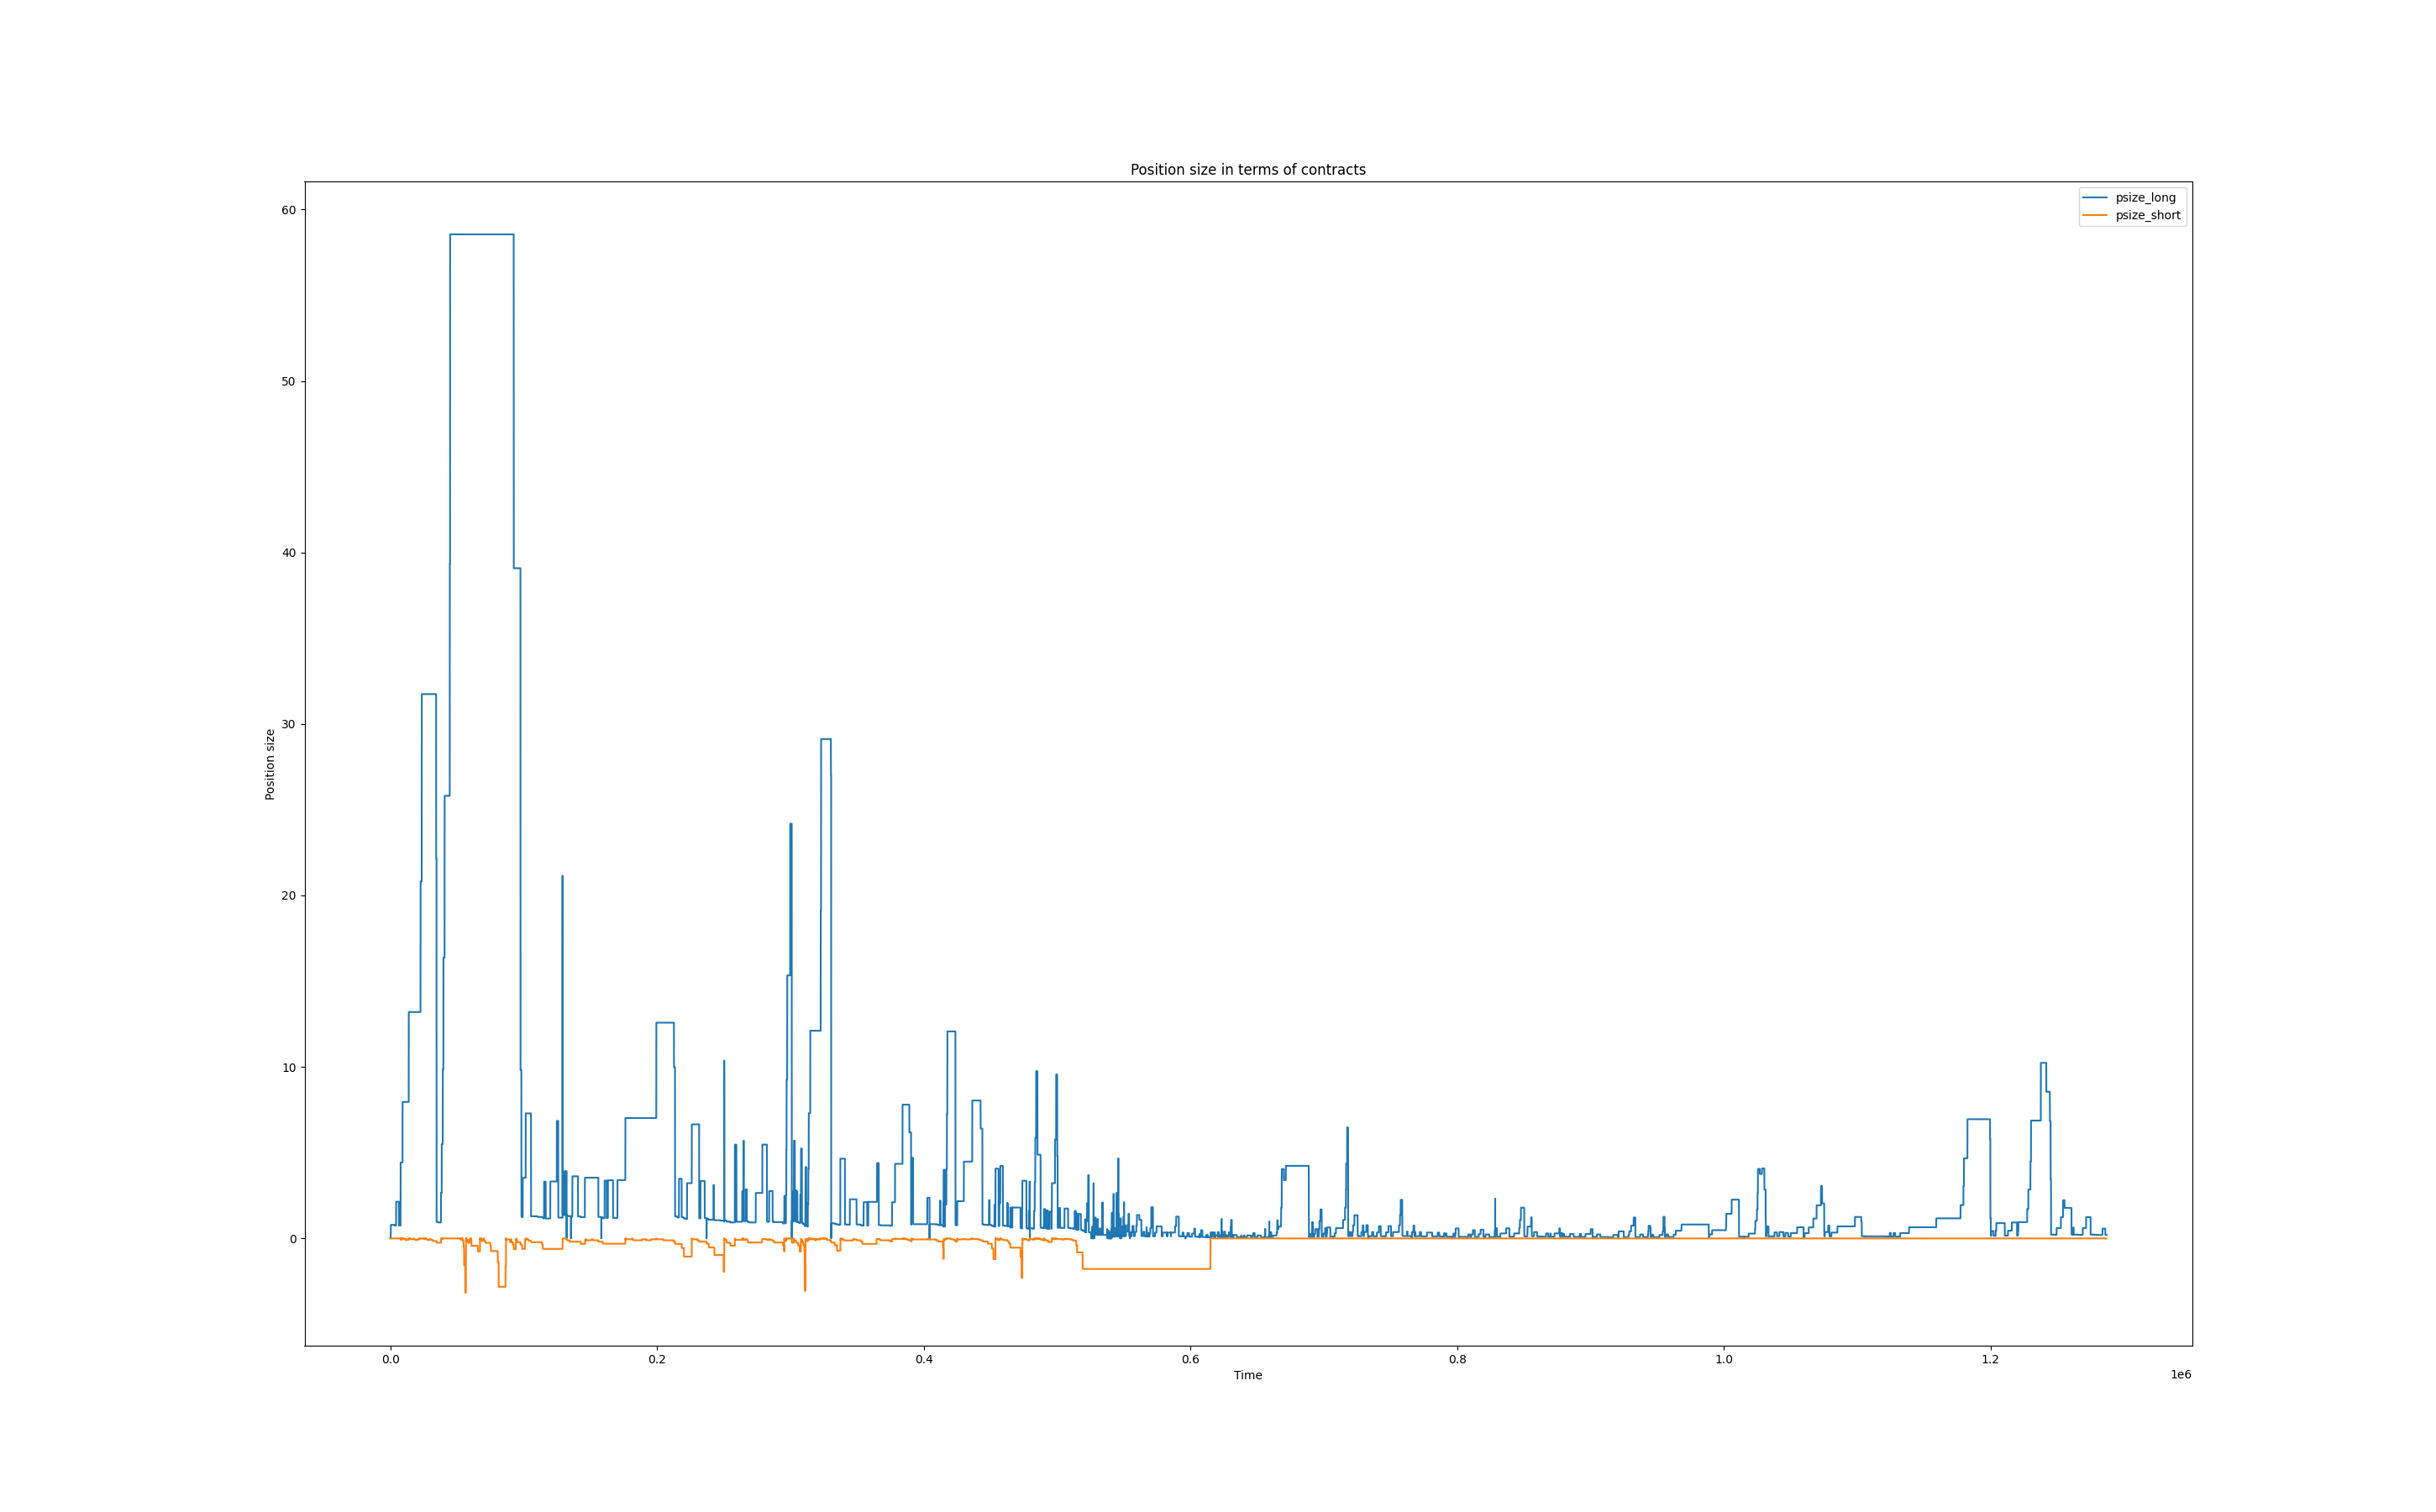 Position size in terms of contracts
psize_long
psize_short
60
50
40
30
20
10
0
Position size
0.0 0.2 0.4 0.6 0.8 1.0 1.2
Time
1e6